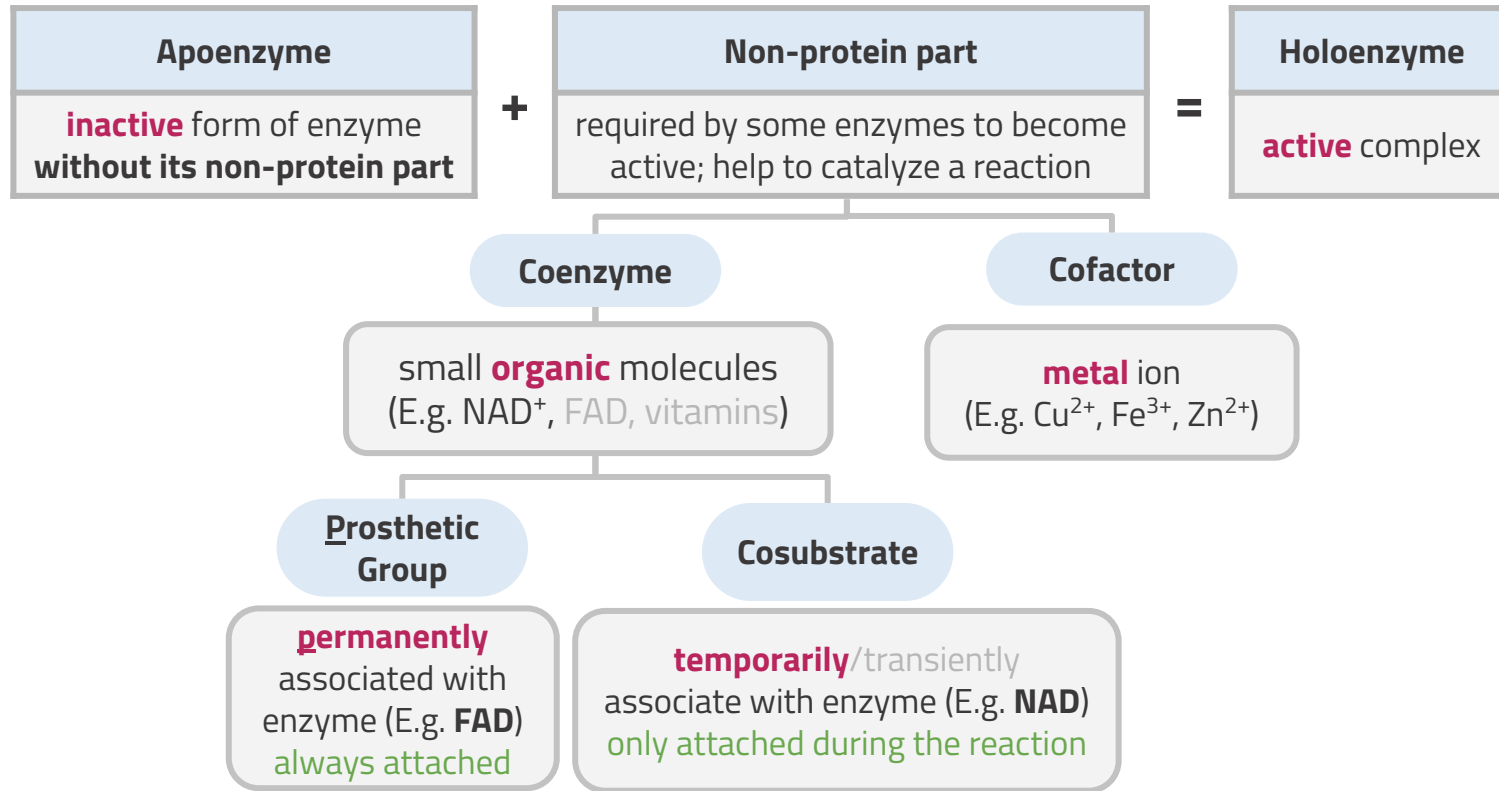 Apoenzyme
inactive form of enzyme
without its non-protein part
+
Non-protein part
required by some enzymes to become
active; help to catalyze a reaction
=
Holoenzyme
active complex
Coenzyme
small organic molecules
(E.g. NAD⁺, FAD, vitamins)
Cofactor
metal ion
(E.g. Cu²⁺, Fe³⁺, Zn²⁺)
Prosthetic
Group
permanently
associated with
enzyme (E.g. FAD)
always attached
Cosubstrate
temporarily/transiently
associate with enzyme (E.g. NAD)
only attached during the reaction